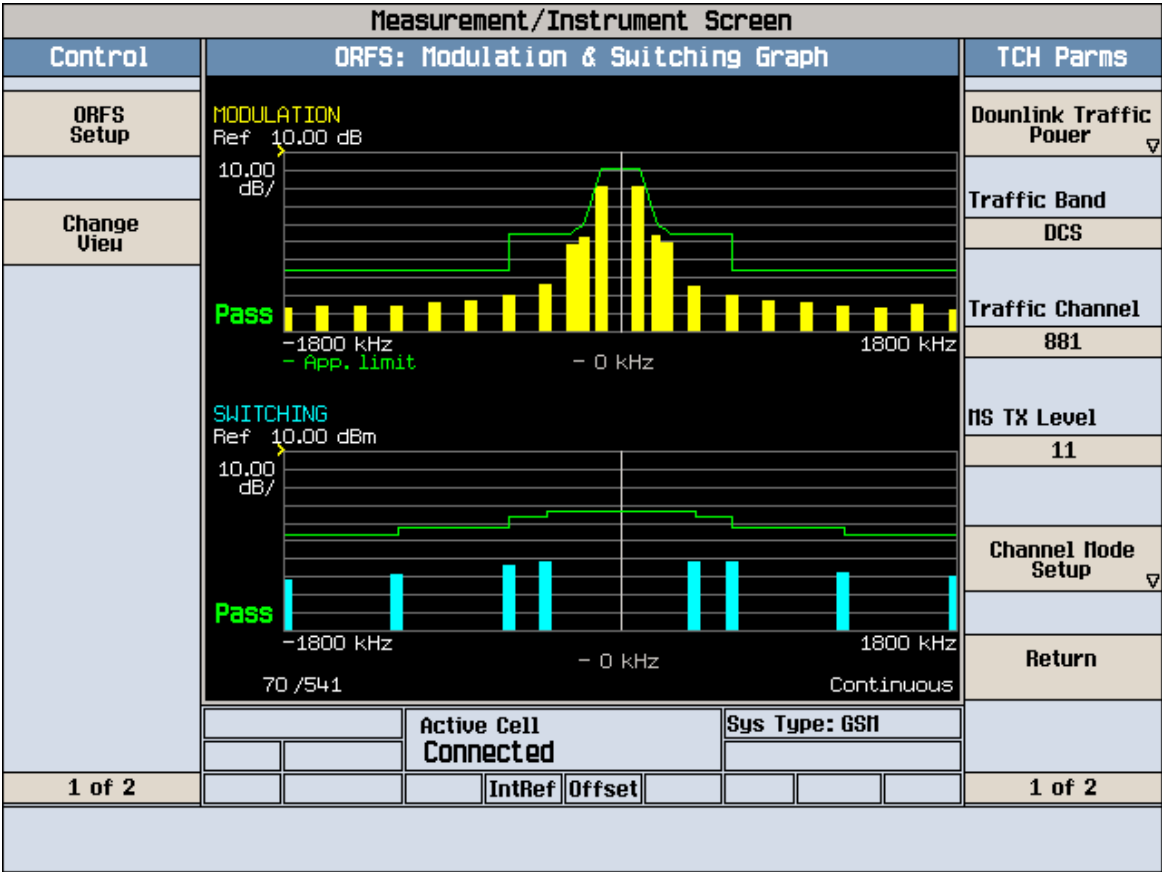 Measurement/Instrument Screen
Control
ORFS: Modulation & Switching Graph
TCH Parms
ORFS
Setup
Change
View
1 of 2
MODULATION
Ref 10.00 dB
10.00
dB/
Pass
-1800 kHz
1800 kHz
- App. limit
- 0 kHz
SWITCHING
Ref 10.00 dBm
10.00
dB/
Pass
-1800 kHz
1800 kHz
- 0 kHz
70 /541
Continuous
Active Cell
Connected
Sys Type: GSM
IntRef
Offset
Downlink Traffic
Power
Traffic Band
DCS
Traffic Channel
881
MS TX Level
11
Channel Mode
Setup
Return
1 of 2